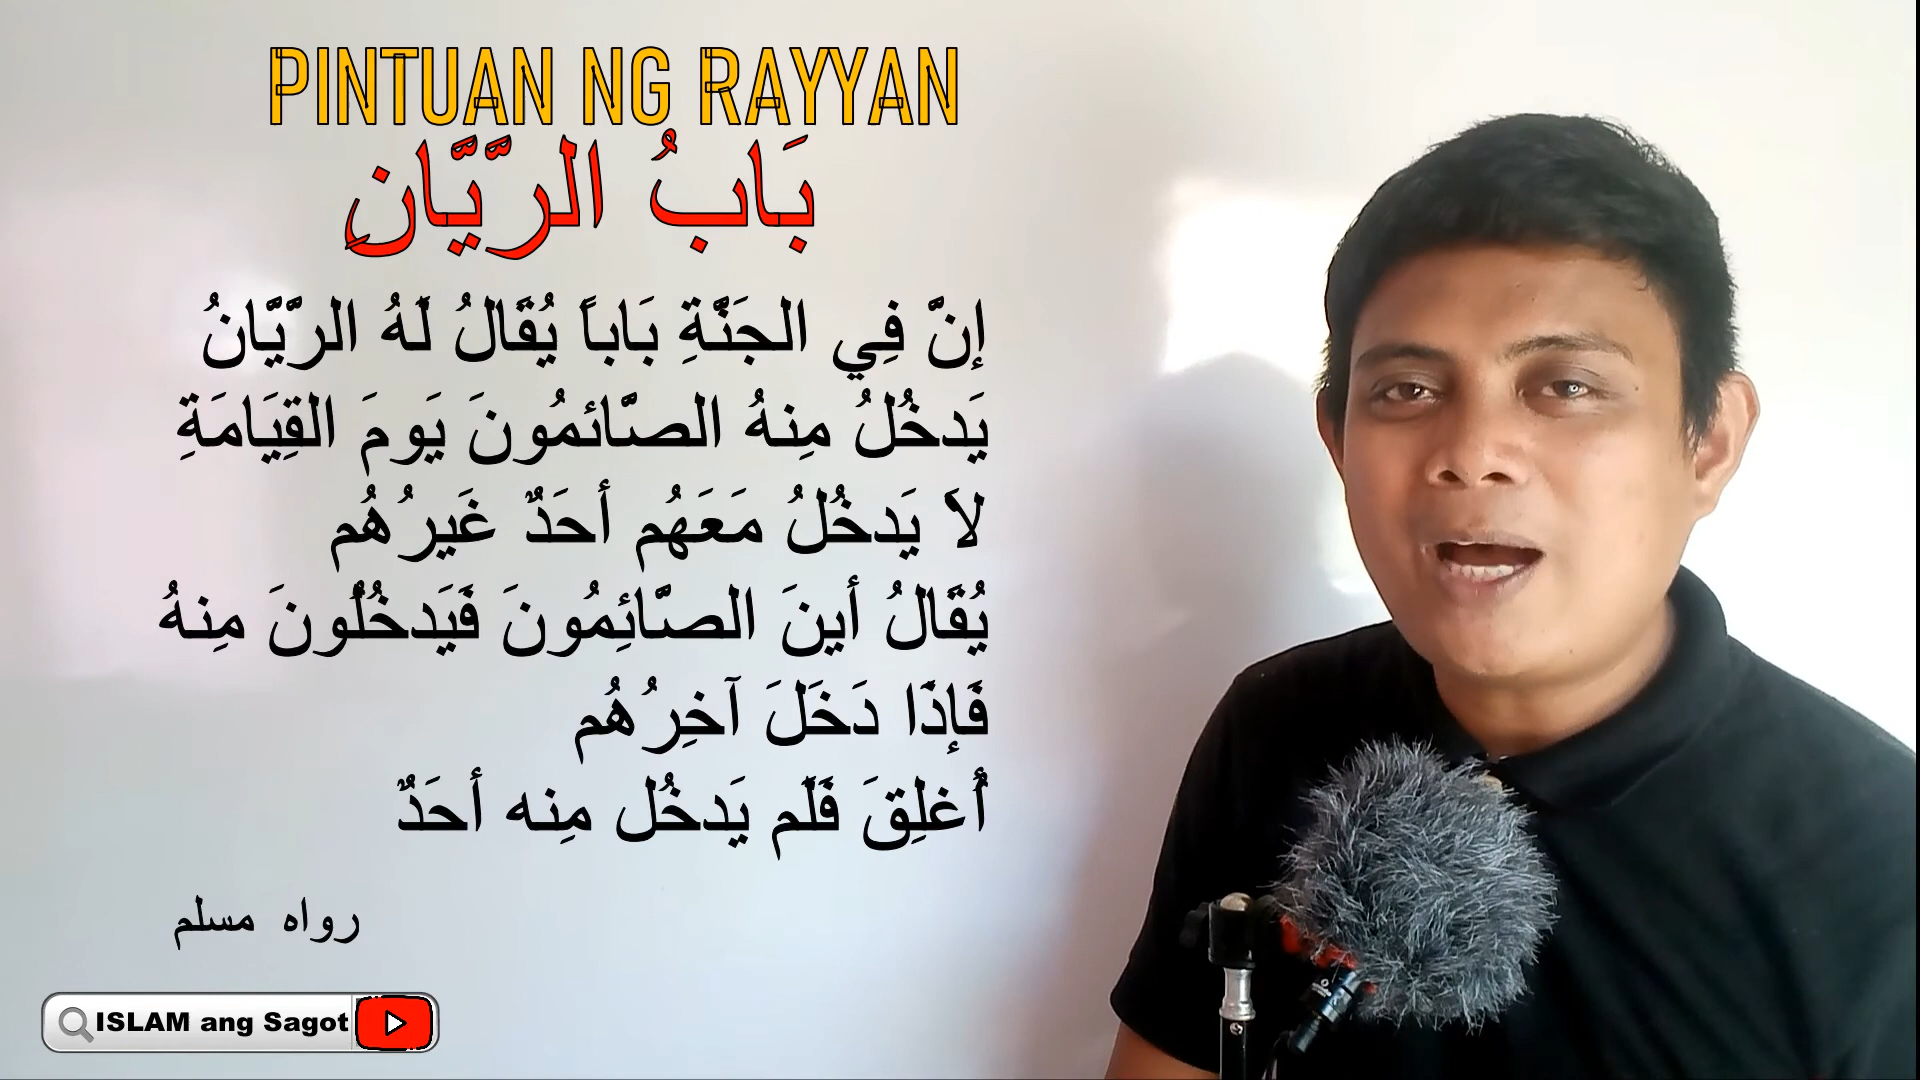 PINTUAN NG RAYYAN
بَابُ الرَّيَّانِ
إنَّ فِي الجَنَّةِ بَاباً يُقَالُ لَهُ الرَّيَّانُ
يَدخُلُ مِنهُ الصَّائمُونَ يَومَ القِيَامَةِ
لاَ يَدخُلُ مَعَهُم أحَدٌ غَيرُهُم
يُقَالُ أينَ الصَّائِمُونَ فَيَدخُلُونَ مِنهُ
فَإذَا دَخَلَ آخِرُهُم
أُغلِقَ فَلَم يَدخُل مِنه أحَدٌ
رواه مسلم
ISLAM ang Sagot